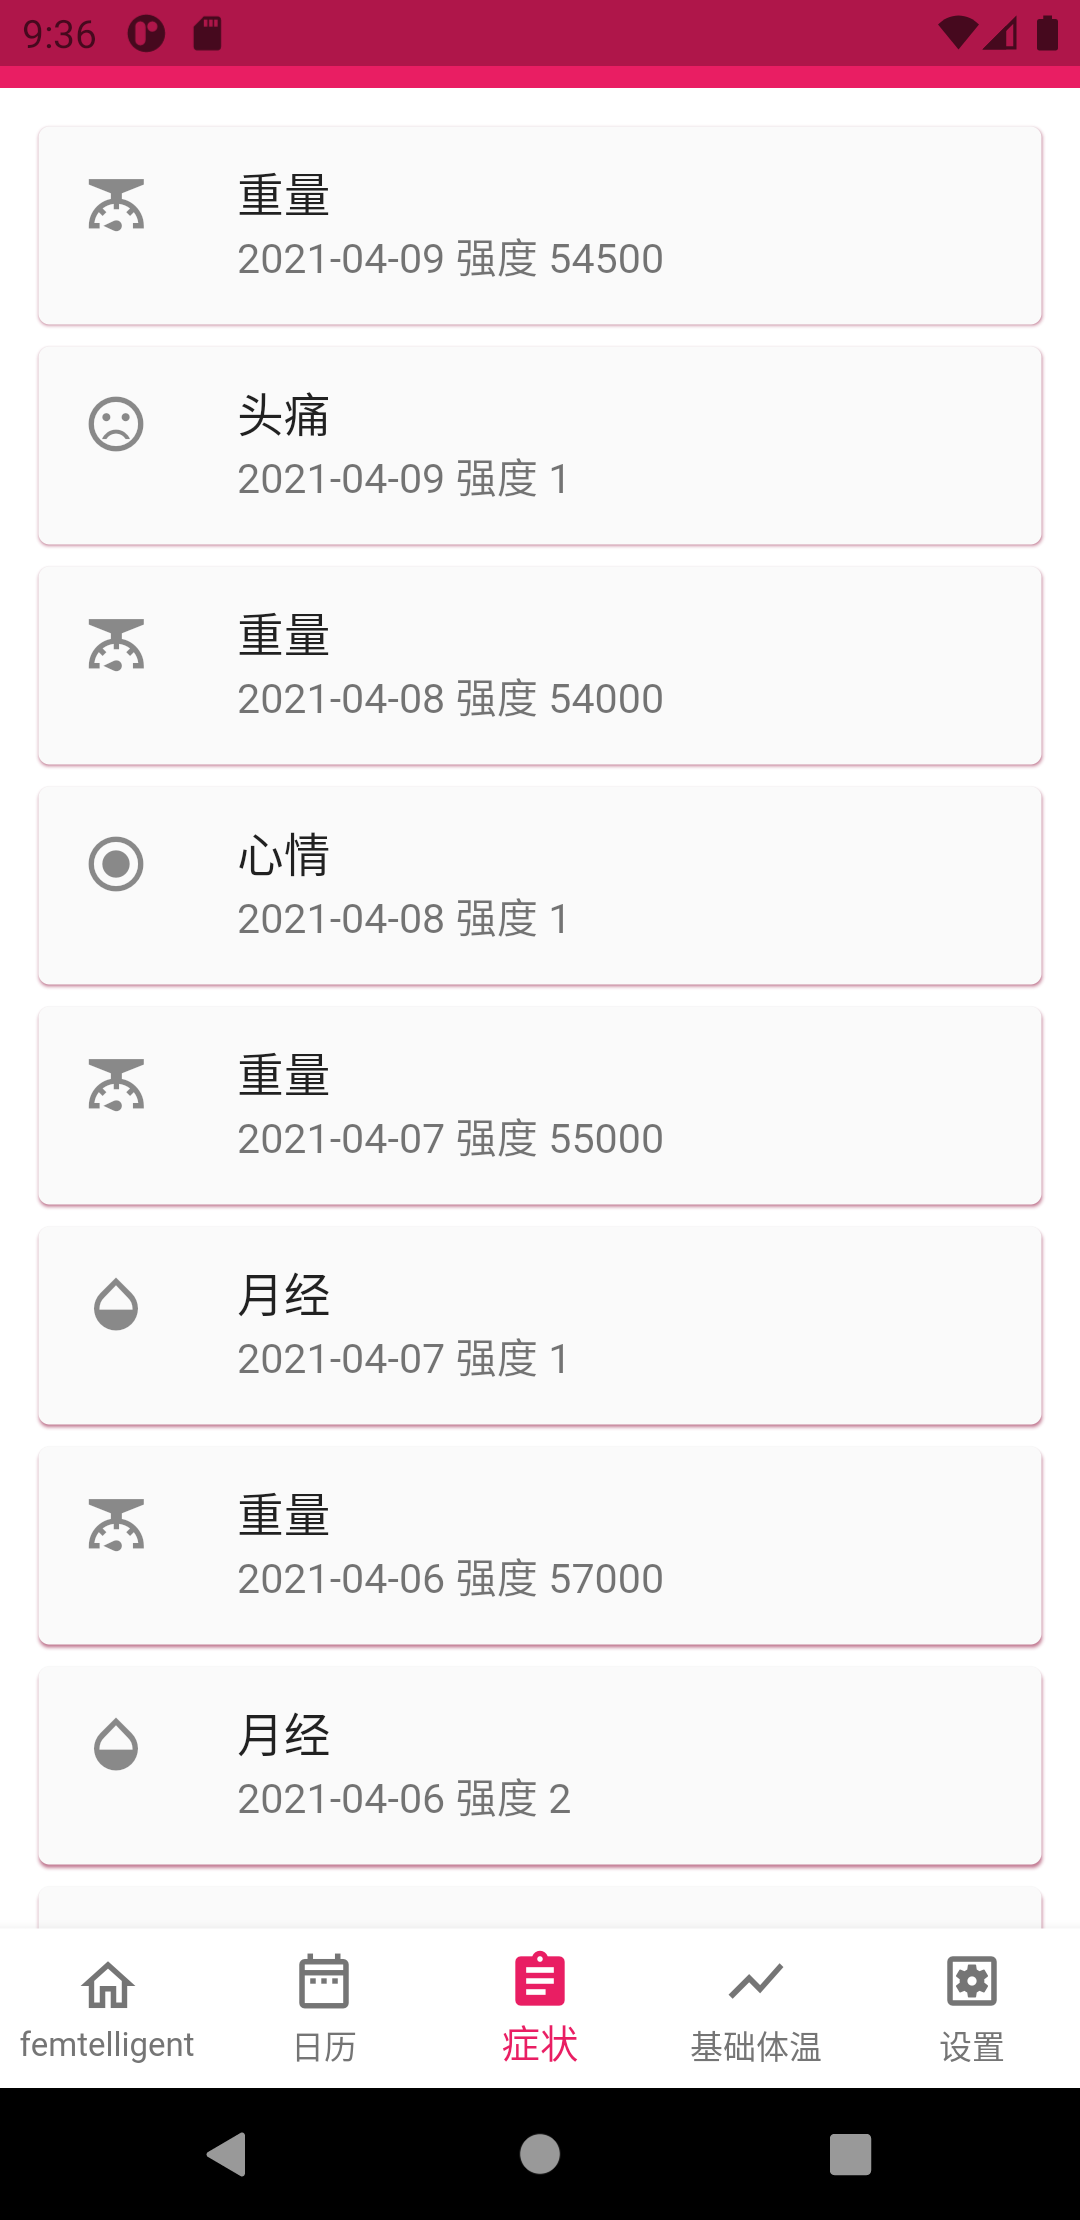 9:36
重量
2021-04-09 强度 54500
头痛
2021-04-09 强度 1
重量
2021-04-08 强度 54000
心情
2021-04-08 强度 1
重量
2021-04-07 强度 55000
月经
2021-04-07 强度 1
重量
2021-04-06 强度 57000
月经
2021-04-06 强度 2
femtelligent 日历 症状 基础体温 设置